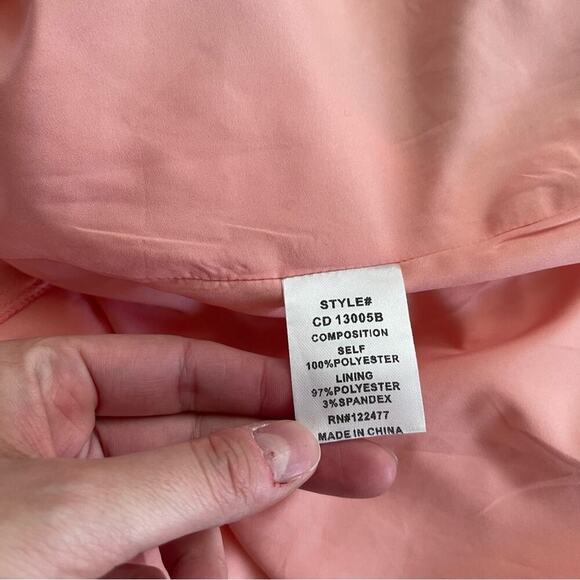 STYLE#
CD 13005B
COMPOSITION
SELF
100%POLYESTER
LINING
97%POLYESTER
3%SPANDEX
RN#122477
MADE IN CHINA